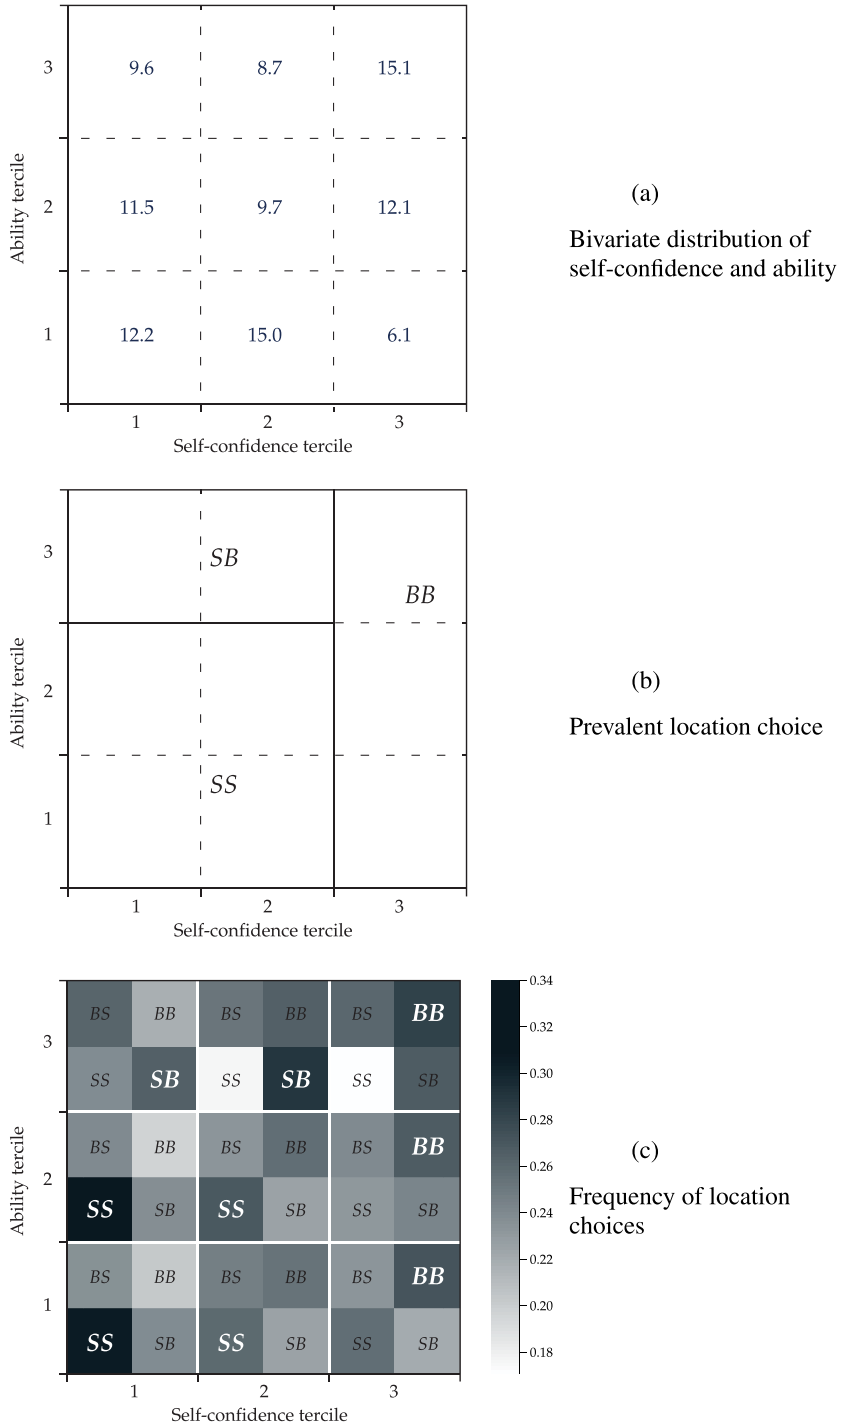 3
9.6 8.7 15.1
Ability tercile
2
11.5 9.7 12.1
1
12.2 15.0 6.1
1 2 3
Self-confidence tercile
(a)
Bivariate distribution of
self-confidence and ability
3
SB
BB
Ability tercile
2
SS
1
1 2 3
Self-confidence tercile
(b)
Prevalent location choice
3
BS BB BS BB BS BB
SS SB SS SB SS SB
Ability tercile
2
BS BB BS BB BS BB
SS SB SS SB SS SB
1
BS BB BS BB BS BB
SS SB SS SB SS SB
1 2 3
Self-confidence tercile
0.34
0.32
0.30
0.28
0.26
0.24
0.22
0.20
0.18
(c)
Frequency of location
choices